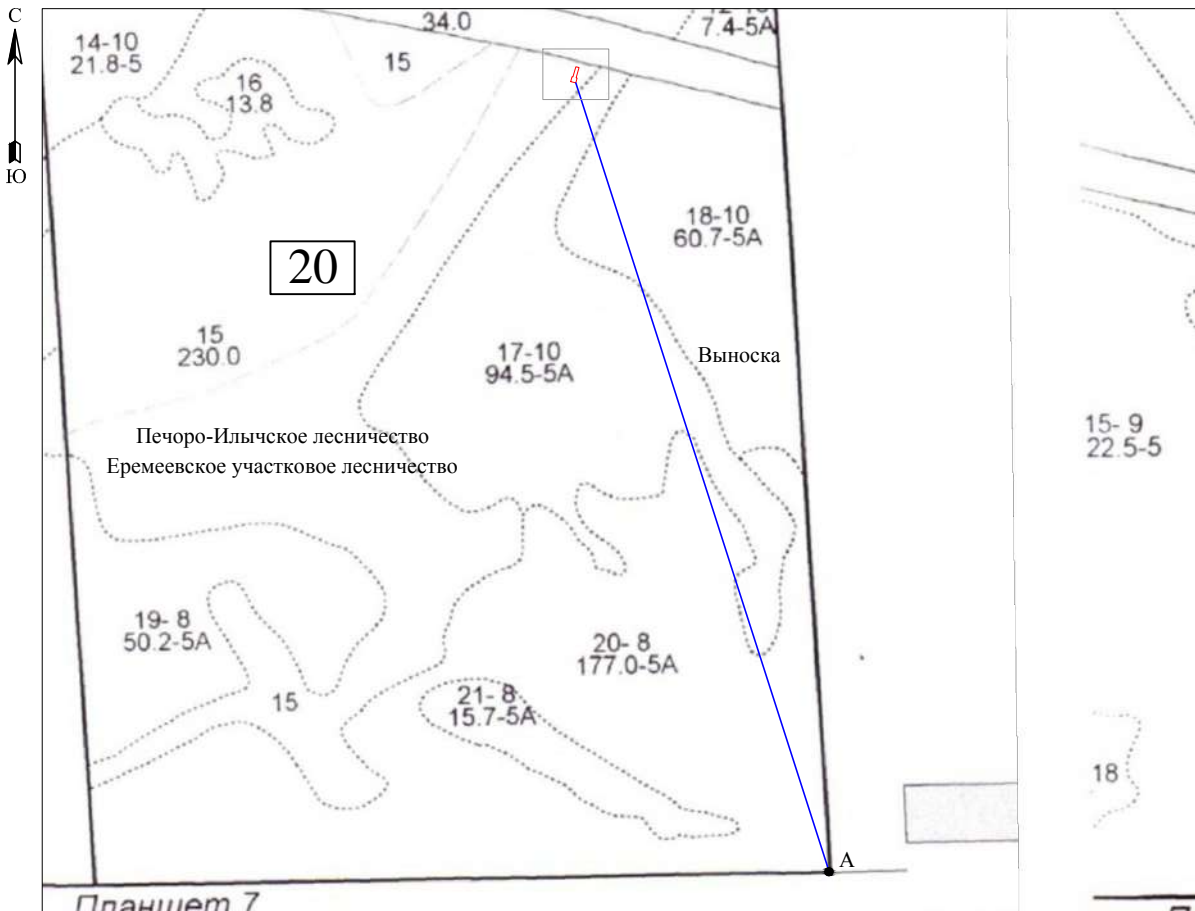 С
Ю
34.0
12-10
7.4-5А
14-10
21.8-5
15
16
13.8
18-10
60.7-5А
20
15
230.0
17-10
94.5-5А
Выноска
Печоро-Илычское лесничество
Еремеевское участковое лесничество
15- 9
22.5-5
19- 8
50.2-5А
20- 8
177.0-5А
15
21- 8
15.7-5А
18
А
Планшет 7